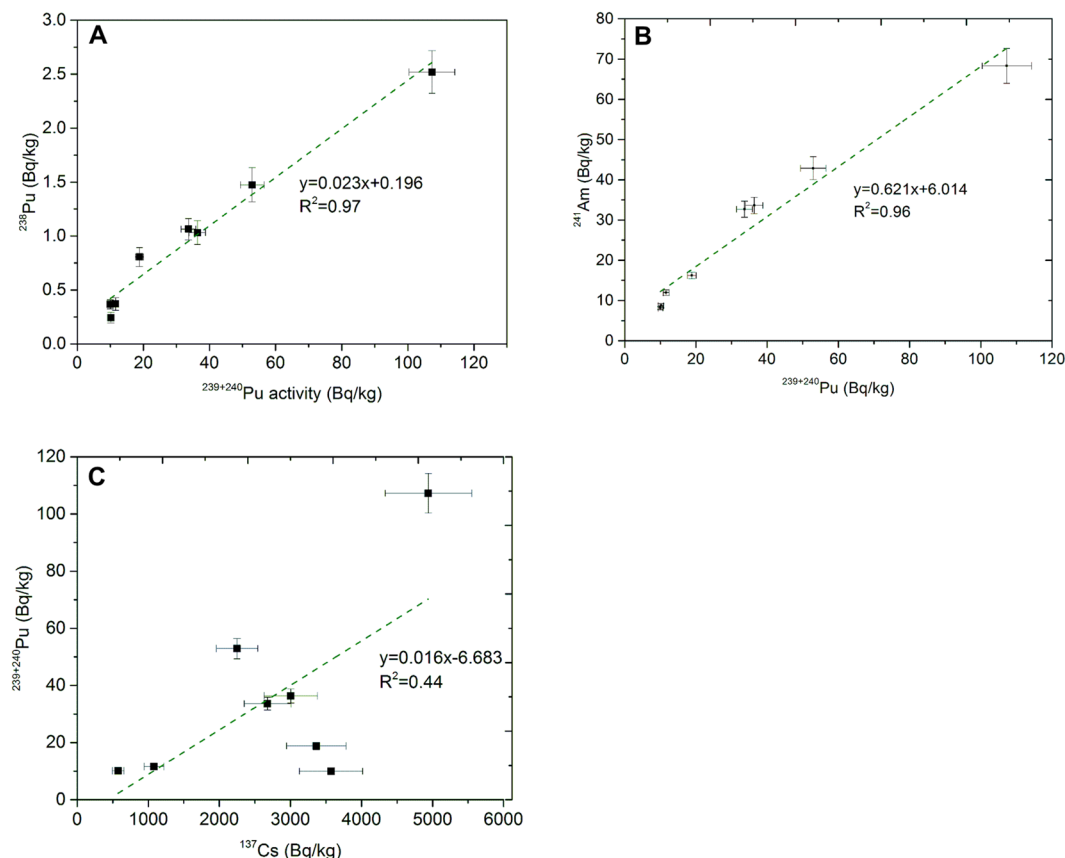 A
3.0
2.5
2.0
1.5
1.0
0.5
0.0
²³⁸Pu (Bq/kg)
y=0.023x+0.196
R²=0.97
0 20 40 60 80 100 120
²³⁹⁺²⁴⁰Pu activity (Bq/kg)
B
80
70
60
50
40
30
20
10
0
²⁴¹Am (Bq/kg)
y=0.621x+6.014
R²=0.96
0 20 40 60 80 100 120
²³⁹⁺²⁴⁰Pu (Bq/kg)
C
120
100
80
60
40
20
0
²³⁹⁺²⁴⁰Pu (Bq/kg)
y=0.016x-6.683
R²=0.44
0 1000 2000 3000 4000 5000 6000
¹³⁷Cs (Bq/kg)